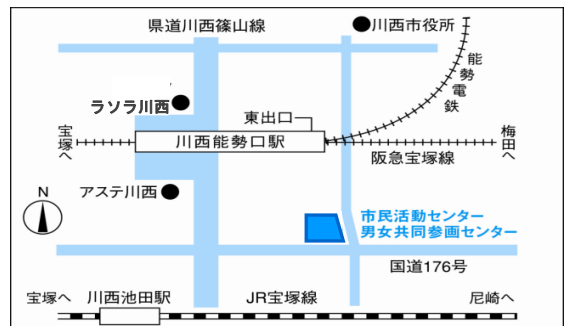 県道川西篠山線
川西市役所
能勢電鉄
ラソラ川西
東出口
宝塚へ
川西能勢口駅
梅田へ
阪急宝塚線
アステ川西
N
市民活動センター
男女共同参画センター
国道176号
宝塚へ
川西池田駅
JR宝塚線
尼崎へ